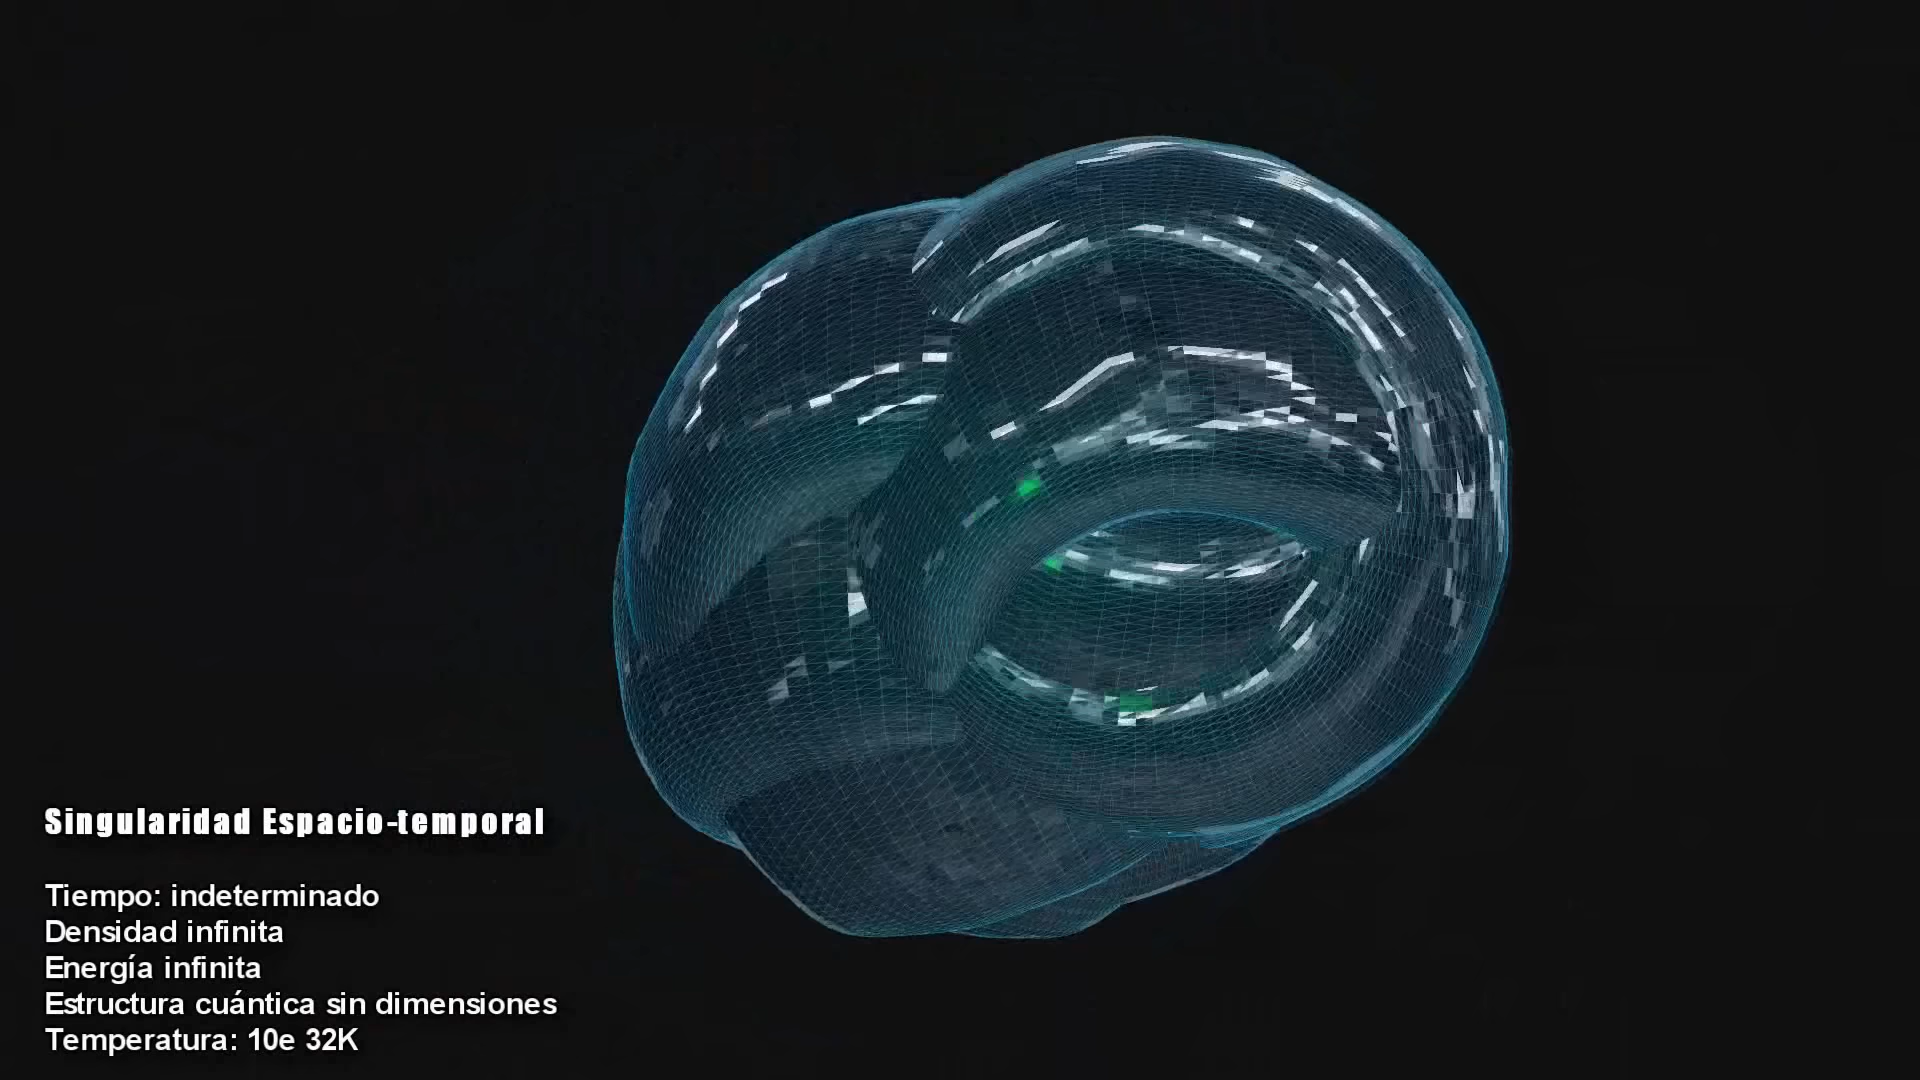 Singularidad Espacio-temporal
Tiempo: indeterminado
Densidad infinita
Energía infinita
Estructura cuántica sin dimensiones
Temperatura: 10e 32K